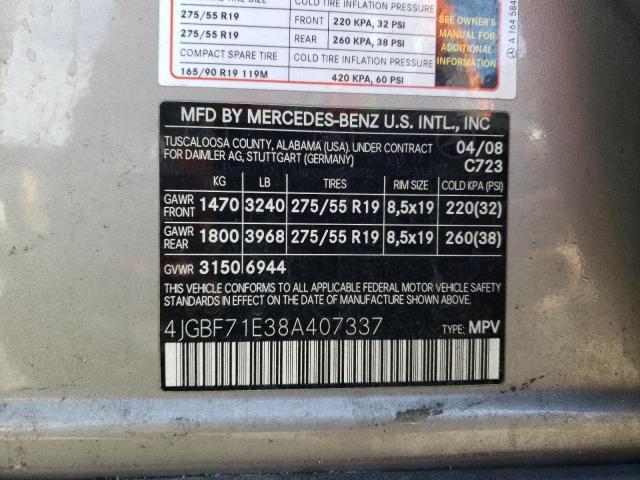 COLD TIRE INFLATION PRESSURE
275/55 R19 FRONT 220 KPA, 32 PSI
275/55 R19 REAR 260 KPA, 38 PSI
COMPACT SPARE TIRE COLD TIRE INFLATION PRESSURE
165/90 R19 119M 420 KPA, 60 PSI
SEE OWNER'S
MANUAL FOR
ADDITIONAL
INFORMATION
A 164 584
MFD BY MERCEDES-BENZ U.S. INTL., INC
TUSCALOOSA COUNTY, ALABAMA (USA). UNDER CONTRACT 04/08
FOR DAIMLER AG, STUTTGART (GERMANY) C723
KG LB TIRES RIM SIZE COLD KPA (PSI)
GAWR FRONT 1470 3240 275/55 R19 8,5x19 220(32)
GAWR REAR 1800 3968 275/55 R19 8,5x19 260(38)
GVWR 3150 6944
THIS VEHICLE CONFORMS TO ALL APPLICABLE FEDERAL MOTOR VEHICLE SAFETY
STANDARDS IN EFFECT ON THE DATE OF MANUFACTURE SHOWN ABOVE.
4JGBF71E38A407337 TYPE: MPV